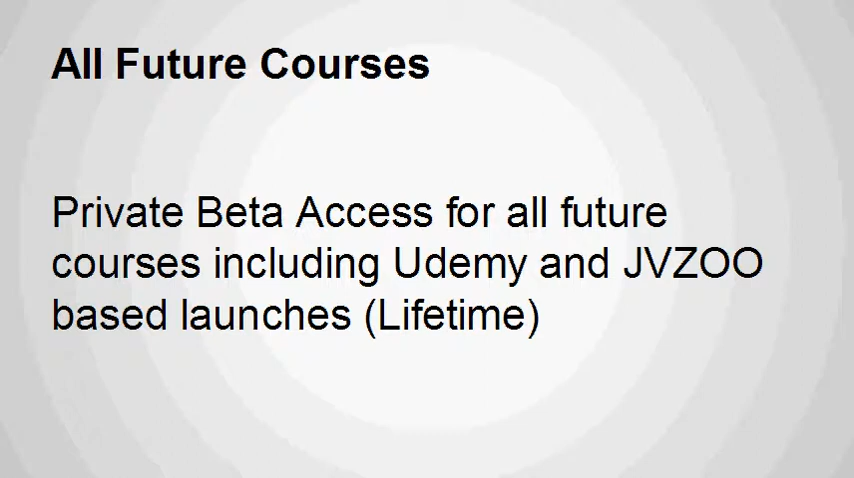 All Future Courses
Private Beta Access for all future
courses including Udemy and JVZOO
based launches (Lifetime)